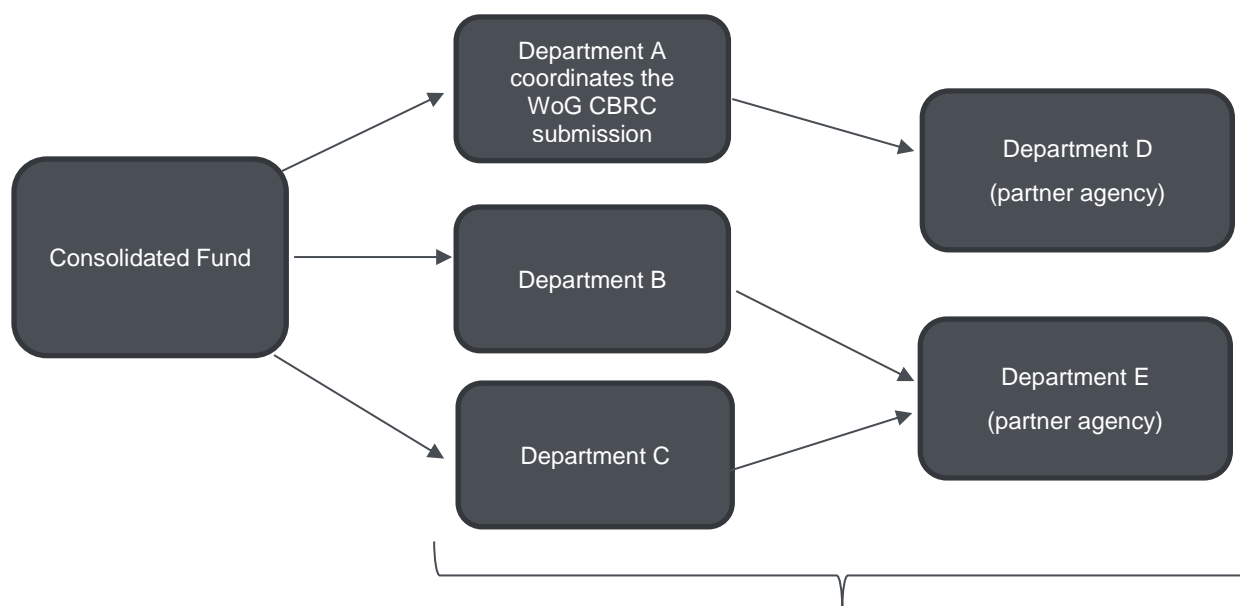 Consolidated Fund
Department A
coordinates the
WoG CBRC
submission
Department B
Department C
Department D
(partner agency)
Department E
(partner agency)